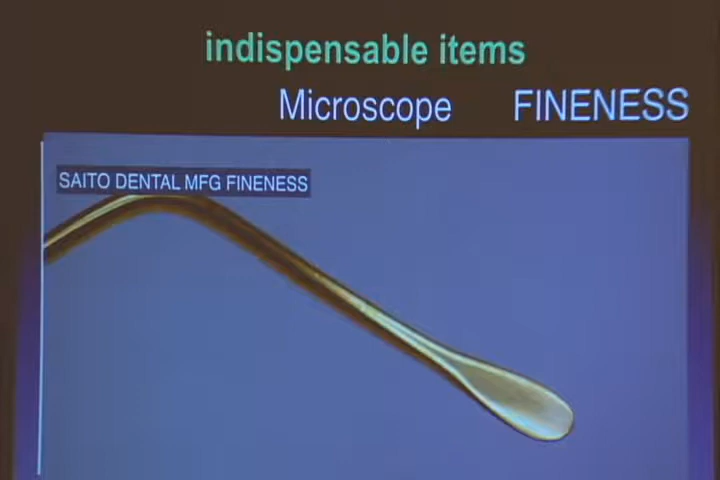 indispensable items
Microscope FINENESS
SAITO DENTAL MFG FINENESS